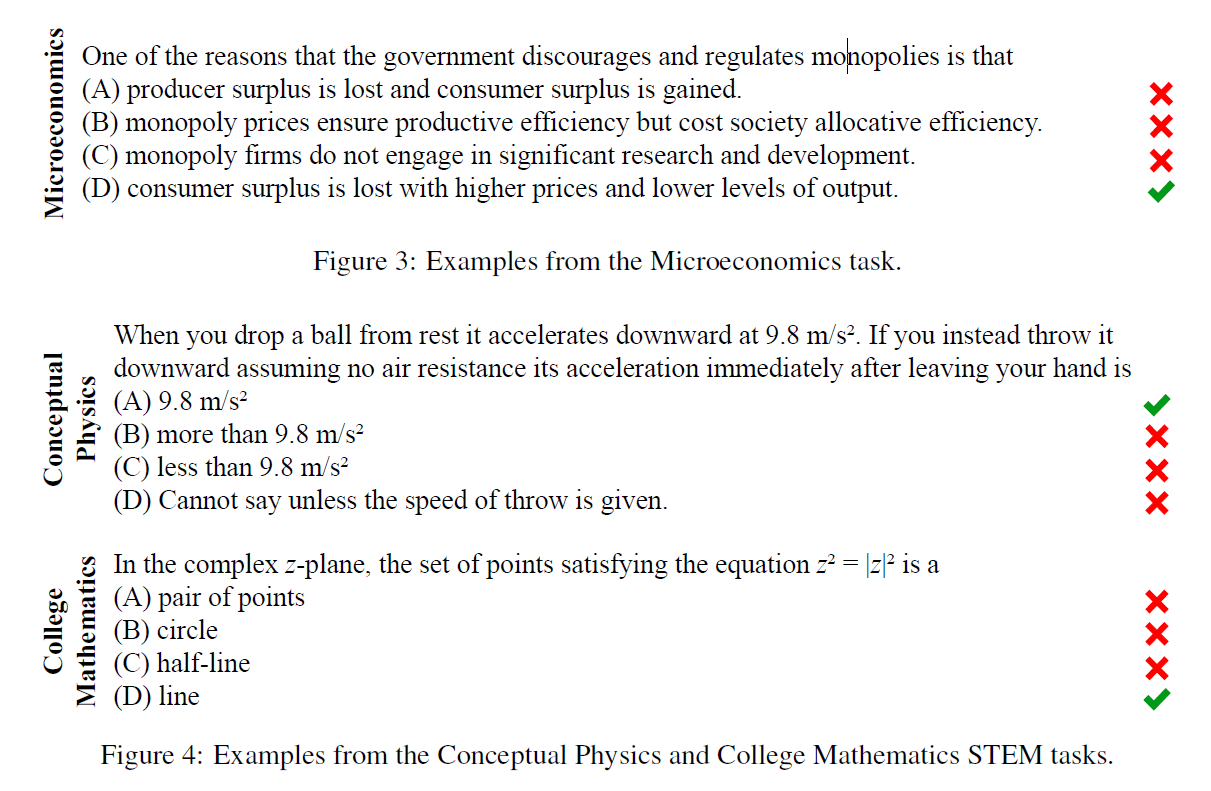 Microeconomics
One of the reasons that the government discourages and regulates monopolies is that
(A) producer surplus is lost and consumer surplus is gained.
(B) monopoly prices ensure productive efficiency but cost society allocative efficiency.
(C) monopoly firms do not engage in significant research and development.
(D) consumer surplus is lost with higher prices and lower levels of output.
Figure 3: Examples from the Microeconomics task.
Conceptual
Physics
When you drop a ball from rest it accelerates downward at 9.8 m/s². If you instead throw it
downward assuming no air resistance its acceleration immediately after leaving your hand is
(A) 9.8 m/s²
(B) more than 9.8 m/s²
(C) less than 9.8 m/s²
(D) Cannot say unless the speed of throw is given.
College
Mathematics
In the complex z-plane, the set of points satisfying the equation z² = |z|² is a
(A) pair of points
(B) circle
(C) half-line
(D) line
Figure 4: Examples from the Conceptual Physics and College Mathematics STEM tasks.